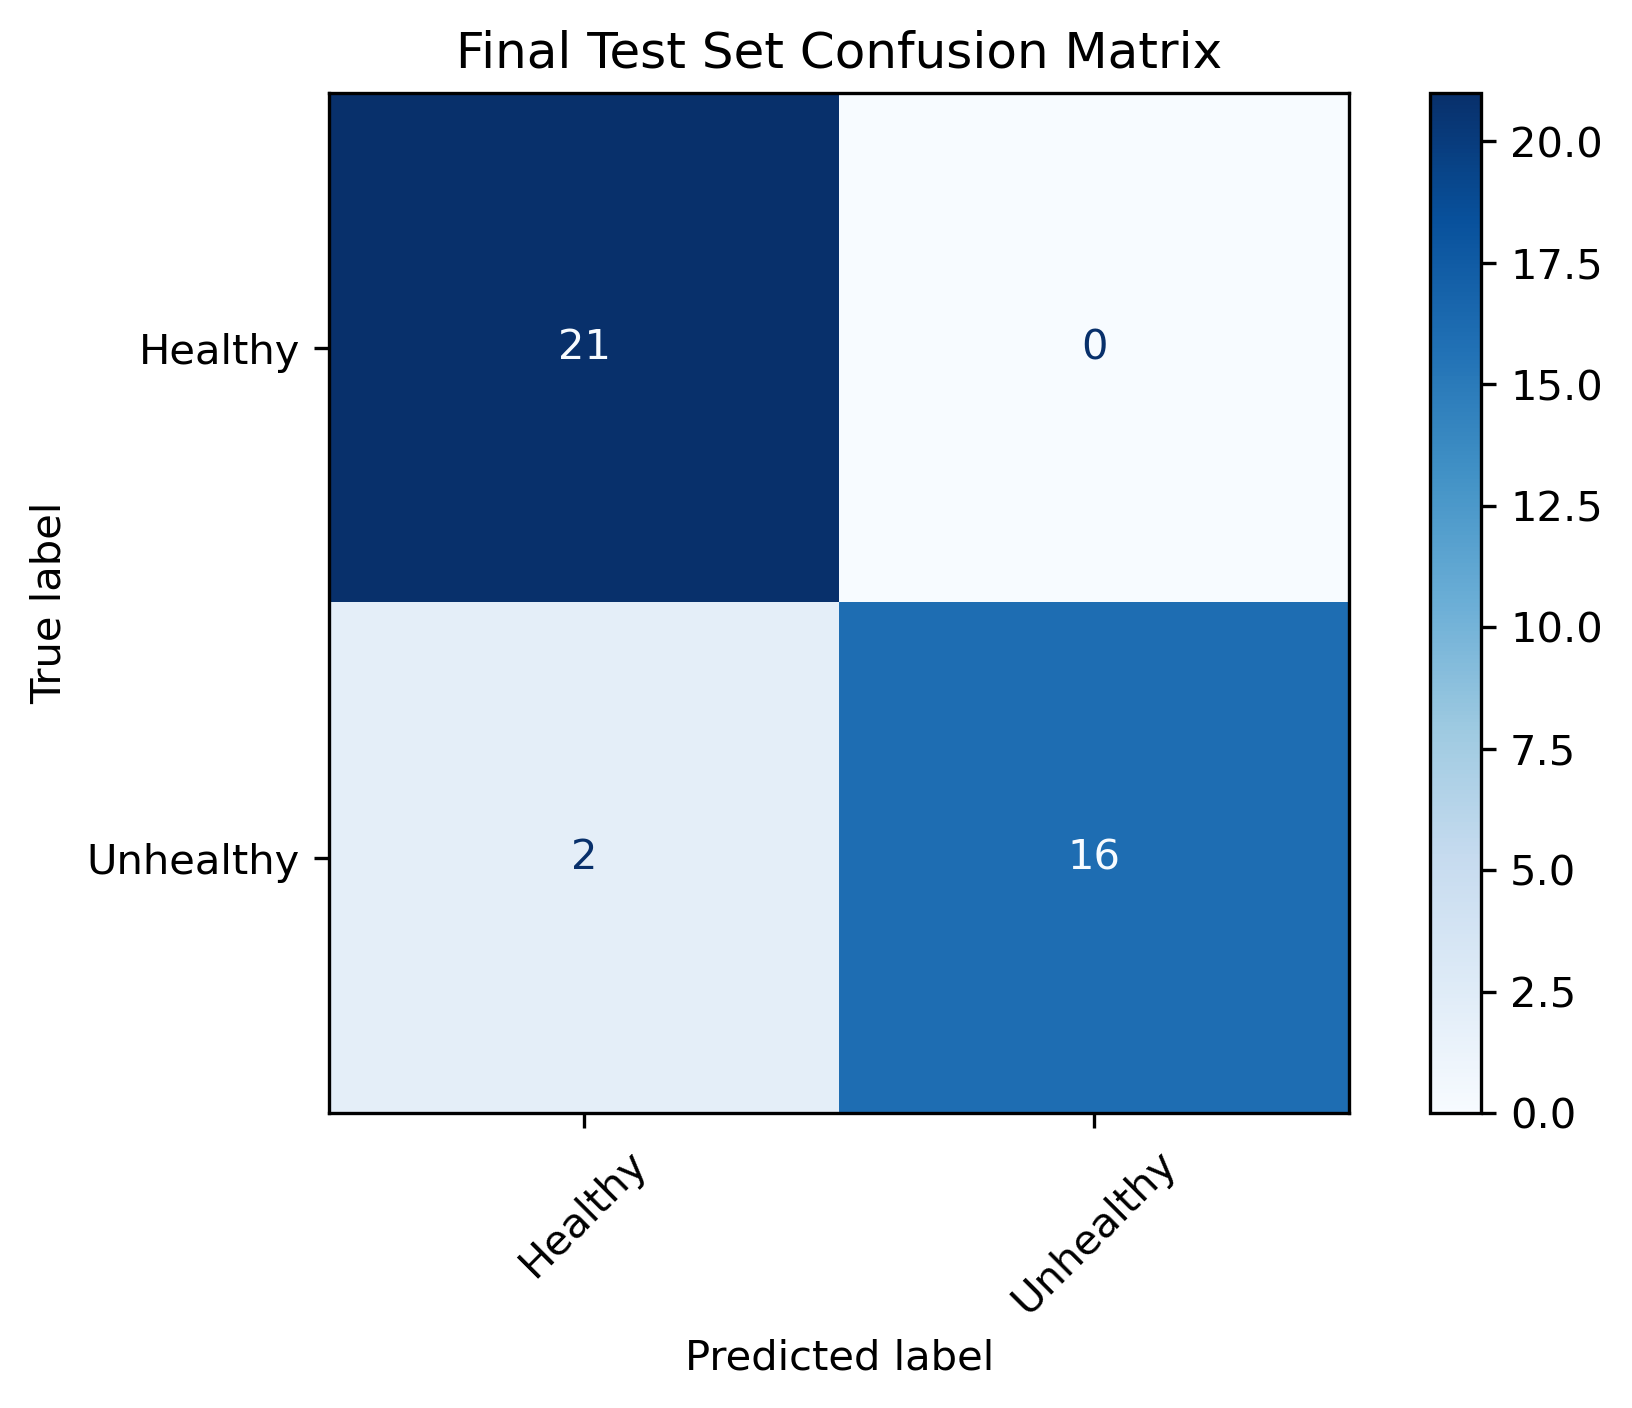 Final Test Set Confusion Matrix
True label
Healthy
Unhealthy
21
0
2
16
Healthy
Unhealthy
Predicted label
20.0
17.5
15.0
12.5
10.0
7.5
5.0
2.5
0.0